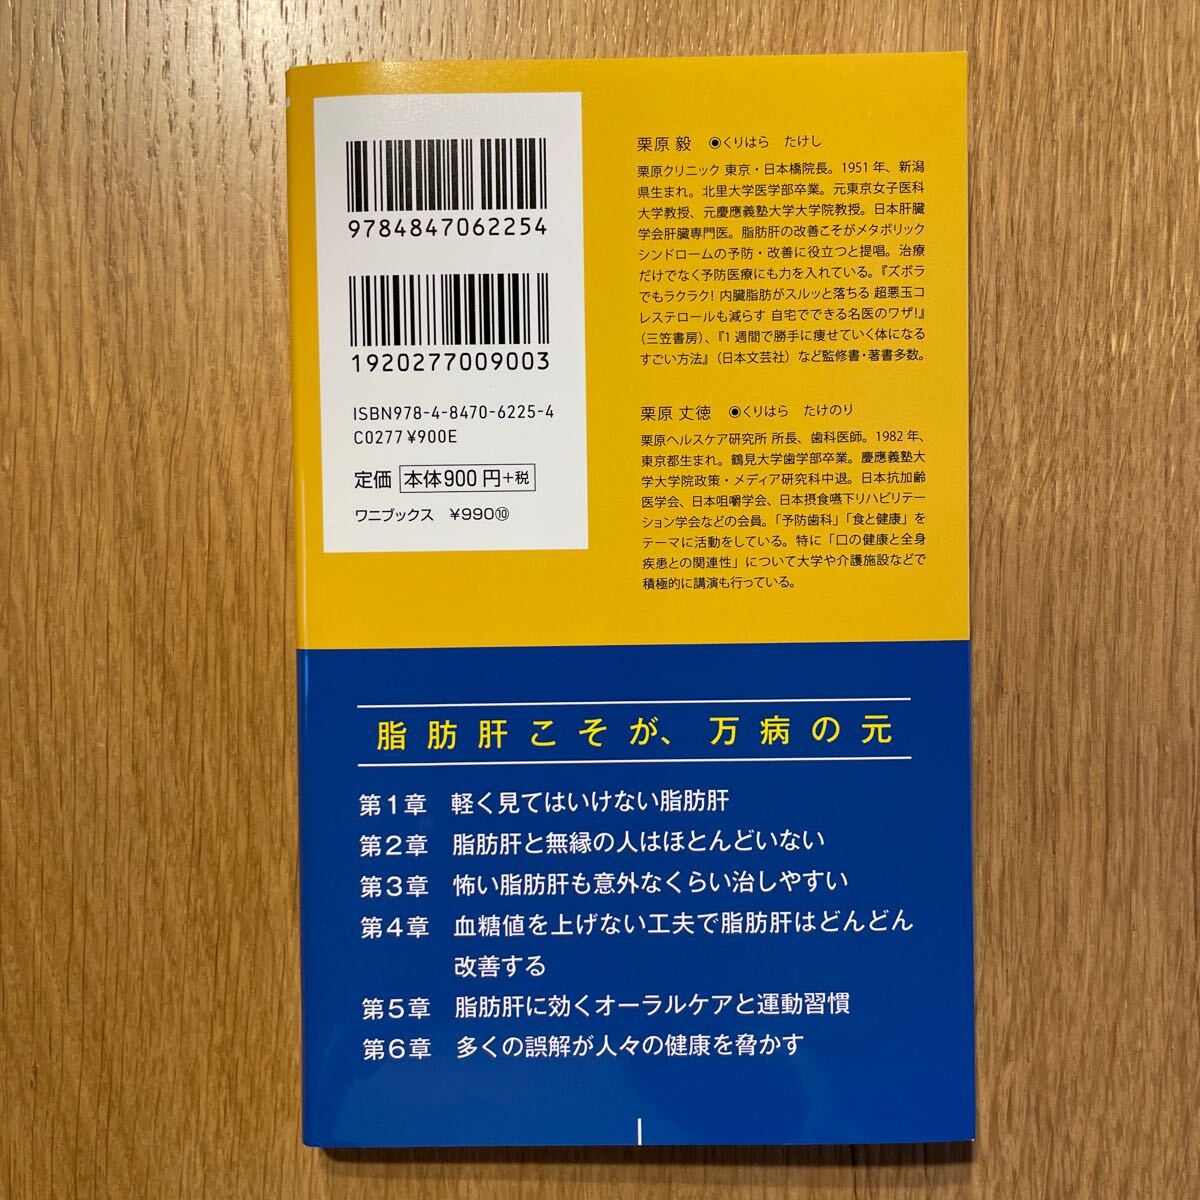 9784847062254
1920277009003
ISBN978-4-8470-6225-4
C0277 ¥900E
定価 本体900円+税
ワニブックス ¥990⑩
栗原 毅 ◉くりはら たけし
栗原クリニック 東京・日本橋院長。1951年、新潟
県生まれ。北里大学医学部卒業。元東京女子医科
大学教授、元慶應義塾大学大学院教授。日本肝臓
学会肝臓専門医。脂肪肝の改善こそがメタボリック
シンドロームの予防・改善に役立つと提唱。治療
だけでなく予防医療にも力を入れている。『ズボラ
でもラクラク! 内臓脂肪がスルッと落ちる 超悪玉コ
レステロールも減らす 自宅でできる名医のワザ!』
（三笠書房）、『1週間で勝手に痩せていく体になる
すごい方法』（日本文芸社）など監修書・著書多数。
栗原 丈徳 ◉くりはら たけのり
栗原ヘルスケア研究所 所長、歯科医師。1982年、
東京都生まれ。鶴見大学歯学部卒業。慶應義塾大
学大学院政策・メディア研究科中退。日本抗加齢
医学会、日本咀嚼学会、日本摂食嚥下リハビリテー
ション学会などの会員。「予防歯科」「食と健康」を
テーマに活動をしている。特に「口の健康と全身
疾患との関連性」について大学や介護施設などで
積極的に講演も行っている。
脂肪肝こそが、万病の元
第1章 軽く見てはいけない脂肪肝
第2章 脂肪肝と無縁の人はほとんどいない
第3章 怖い脂肪肝も意外なくらい治しやすい
第4章 血糖値を上げない工夫で脂肪肝はどんどん
改善する
第5章 脂肪肝に効くオーラルケアと運動習慣
第6章 多くの誤解が人々の健康を脅かす